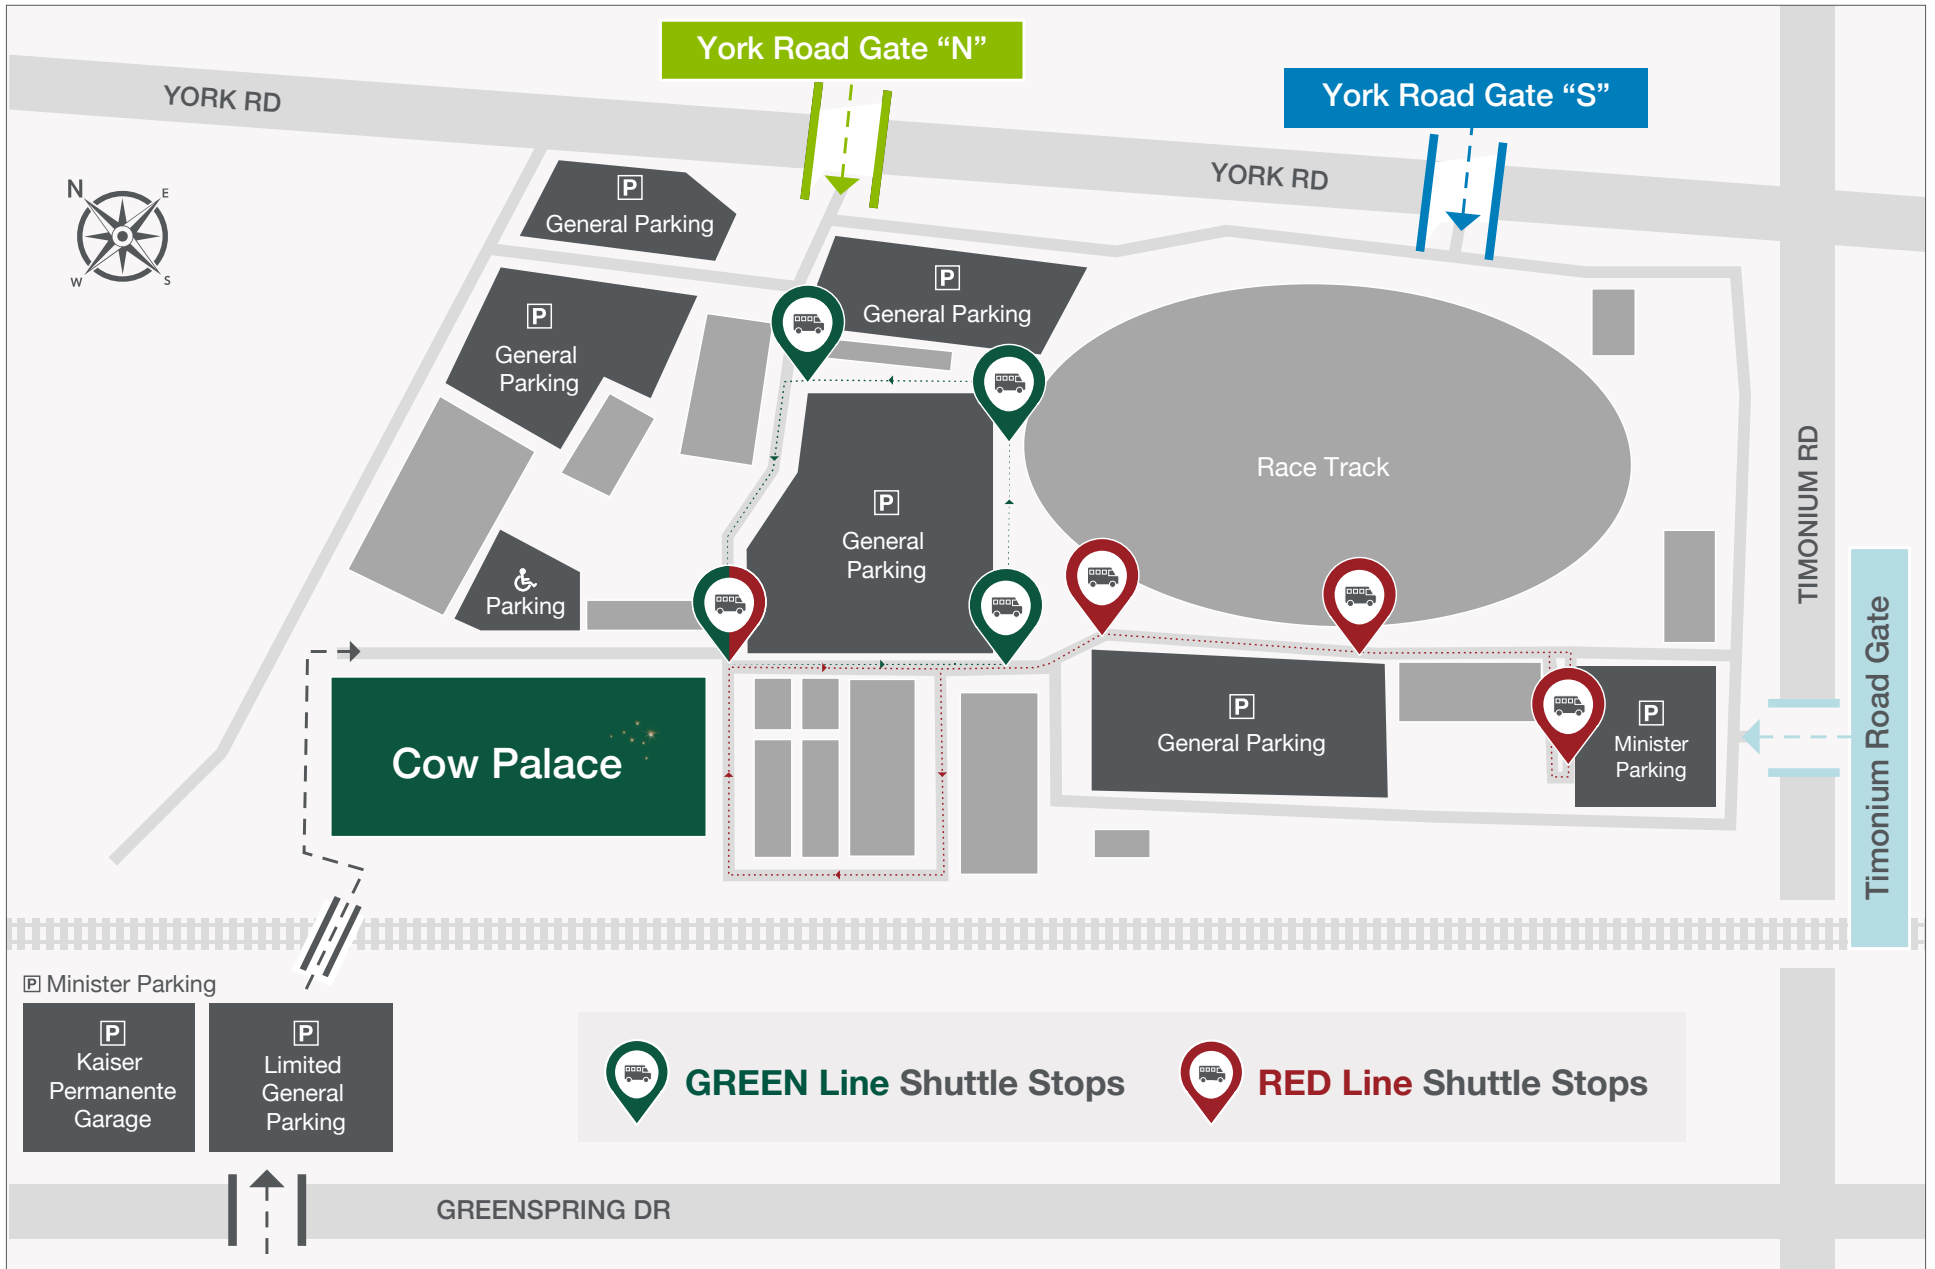 York Road Gate “N”
York Road Gate “S”
YORK RD
YORK RD
N
E
W
S
P
General Parking
P
General Parking
P
General
Parking
P
General
Parking
Race Track
TIMONIUM RD
Timonium Road Gate
Parking
Cow Palace
P
General Parking
P
Minister
Parking
P Minister Parking
P
Kaiser
Permanente
Garage
P
Limited
General
Parking
GREEN Line Shuttle Stops
RED Line Shuttle Stops
GREENSPRING DR